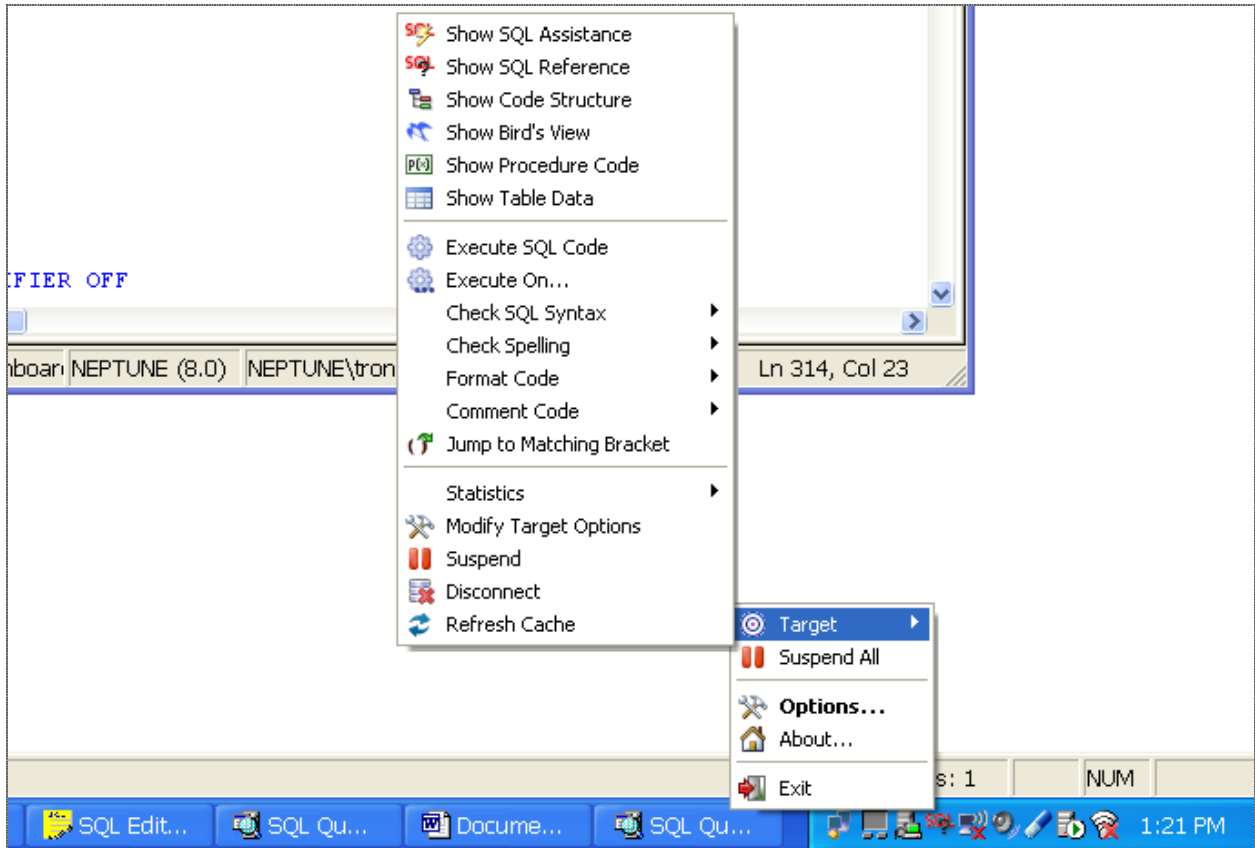 Show SQL Assistance
Show SQL Reference
Show Code Structure
Show Bird's View
Show Procedure Code
Show Table Data
Execute SQL Code
Execute On...
Check SQL Syntax
Check Spelling
Format Code
Comment Code
Jump to Matching Bracket
Statistics
Modify Target Options
Suspend
Disconnect
Refresh Cache
IFIER OFF
NEPTUNE (8.0) NEPTUNE\tron Ln 314, Col 23
Target
Suspend All
Options...
About...
Exit
s: 1 NUM
SQL Edit... SQL Qu... Docume... SQL Qu... 1:21 PM